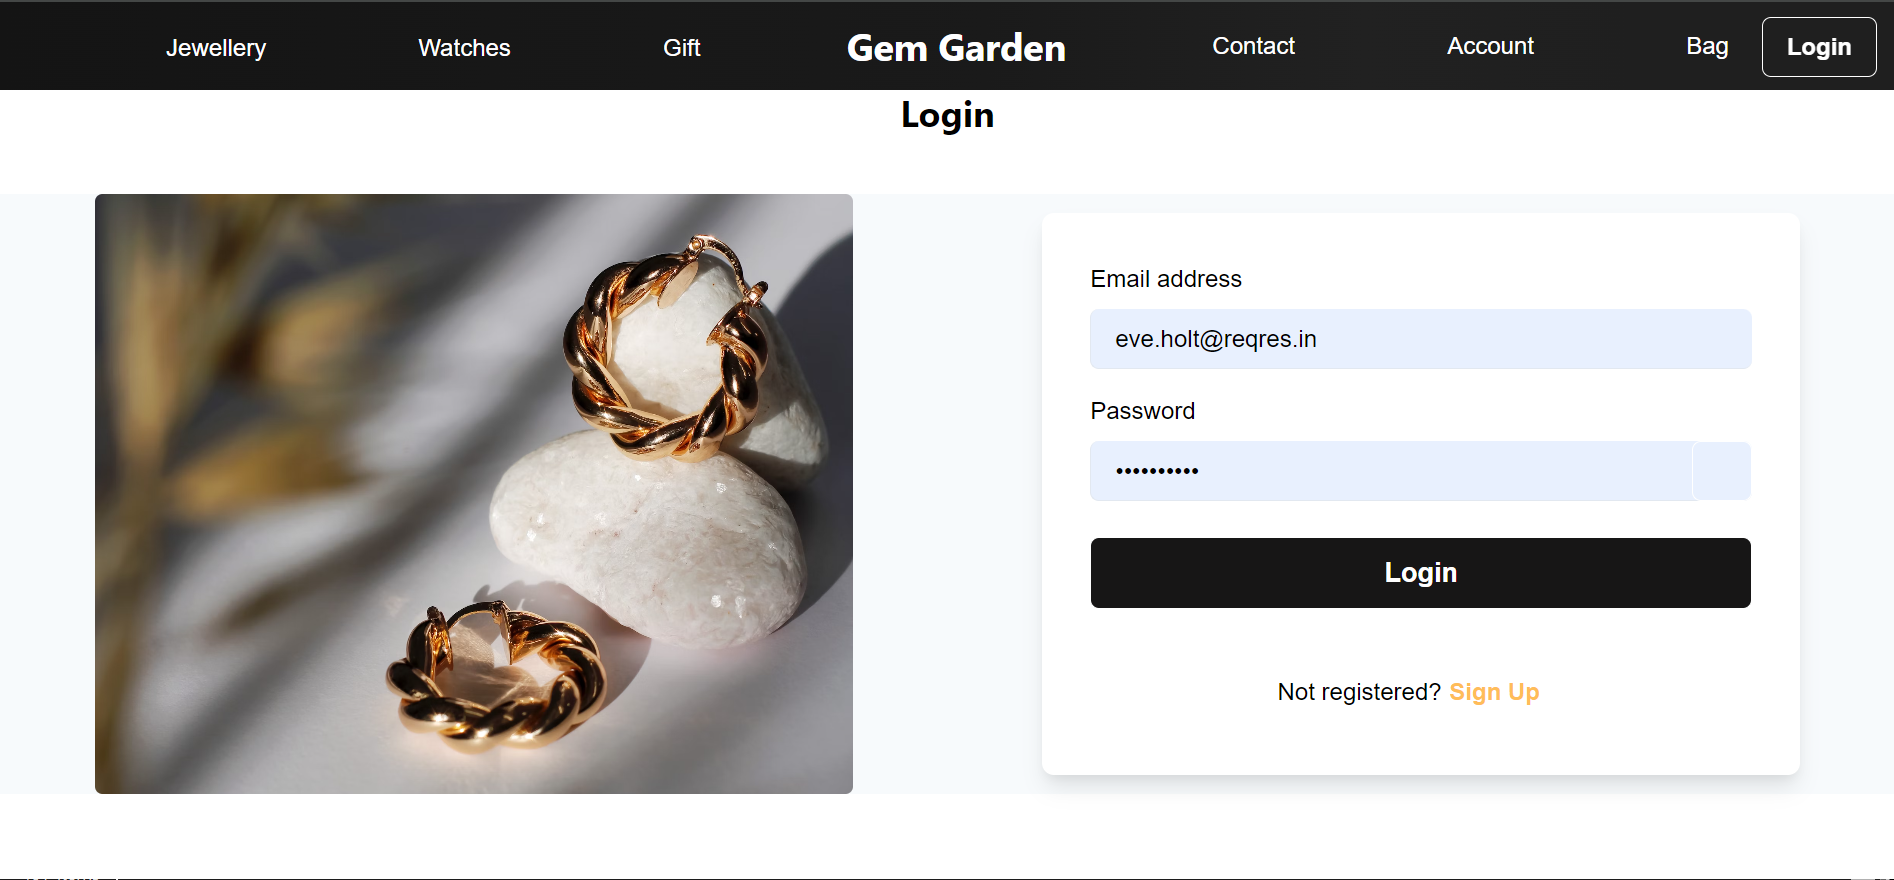 Jewellery Watches Gift Gem Garden Contact Account Bag Login
Login
Email address
eve.holt@reqres.in
Password
••••••••••
Login
Not registered? Sign Up